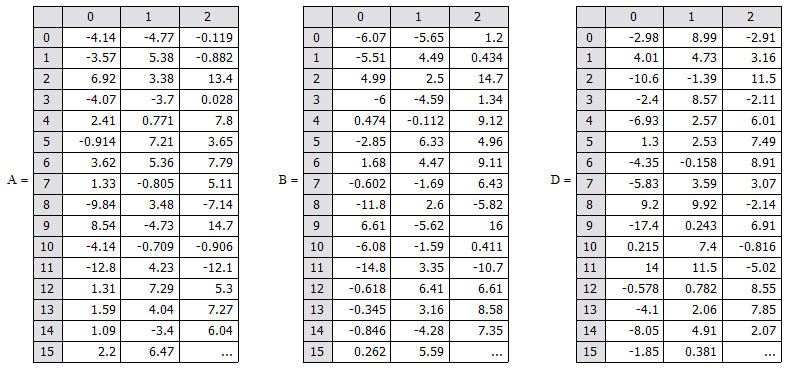 0 1 2 0 1 2 0 1 2
0 -4.14 -4.77 -0.119 0 -6.07 -5.65 1.2 0 -2.98 8.99 -2.91
1 -3.57 5.38 -0.882 1 -5.51 4.49 0.434 1 4.01 4.73 3.16
2 6.92 3.38 13.4 2 4.99 2.5 14.7 2 -10.6 -1.39 11.5
3 -4.07 -3.7 0.028 3 -6 -4.59 1.34 3 -2.4 8.57 -2.11
4 2.41 0.771 7.8 4 0.474 -0.112 9.12 4 -6.93 2.57 6.01
5 -0.914 7.21 3.65 5 -2.85 6.33 4.96 5 1.3 2.53 7.49
6 3.62 5.36 7.79 6 1.68 4.47 9.11 6 -4.35 -0.158 8.91
A = 7 1.33 -0.805 5.11 B = 7 -0.602 -1.69 6.43 D = 7 -5.83 3.59 3.07
8 -9.84 3.48 -7.14 8 -11.8 2.6 -5.82 8 9.2 9.92 -2.14
9 8.54 -4.73 14.7 9 6.61 -5.62 16 9 -17.4 0.243 6.91
10 -4.14 -0.709 -0.906 10 -6.08 -1.59 0.411 10 0.215 7.4 -0.816
11 -12.8 4.23 -12.1 11 -14.8 3.35 -10.7 11 14 11.5 -5.02
12 1.31 7.29 5.3 12 -0.618 6.41 6.61 12 -0.578 0.782 8.55
13 1.59 4.04 7.27 13 -0.345 3.16 8.58 13 -4.1 2.06 7.85
14 1.09 -3.4 6.04 14 -0.846 -4.28 7.35 14 -8.05 4.91 2.07
15 2.2 6.47 ... 15 0.262 5.59 ... 15 -1.85 0.381 ...